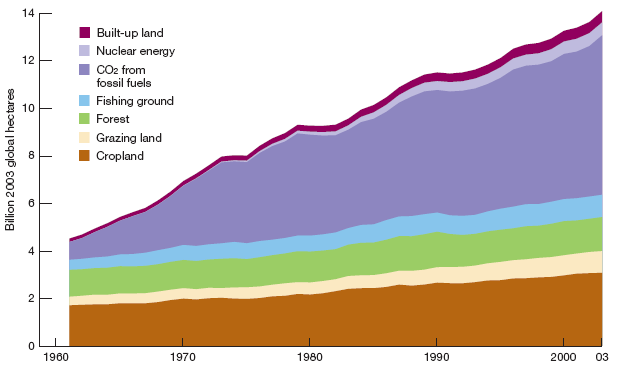 14
12
10
8
6
4
2
0
Billion 2003 global hectares
Built-up land
Nuclear energy
CO2 from
fossil fuels
Fishing ground
Forest
Grazing land
Cropland
1960
1970
1980
1990
2000
03